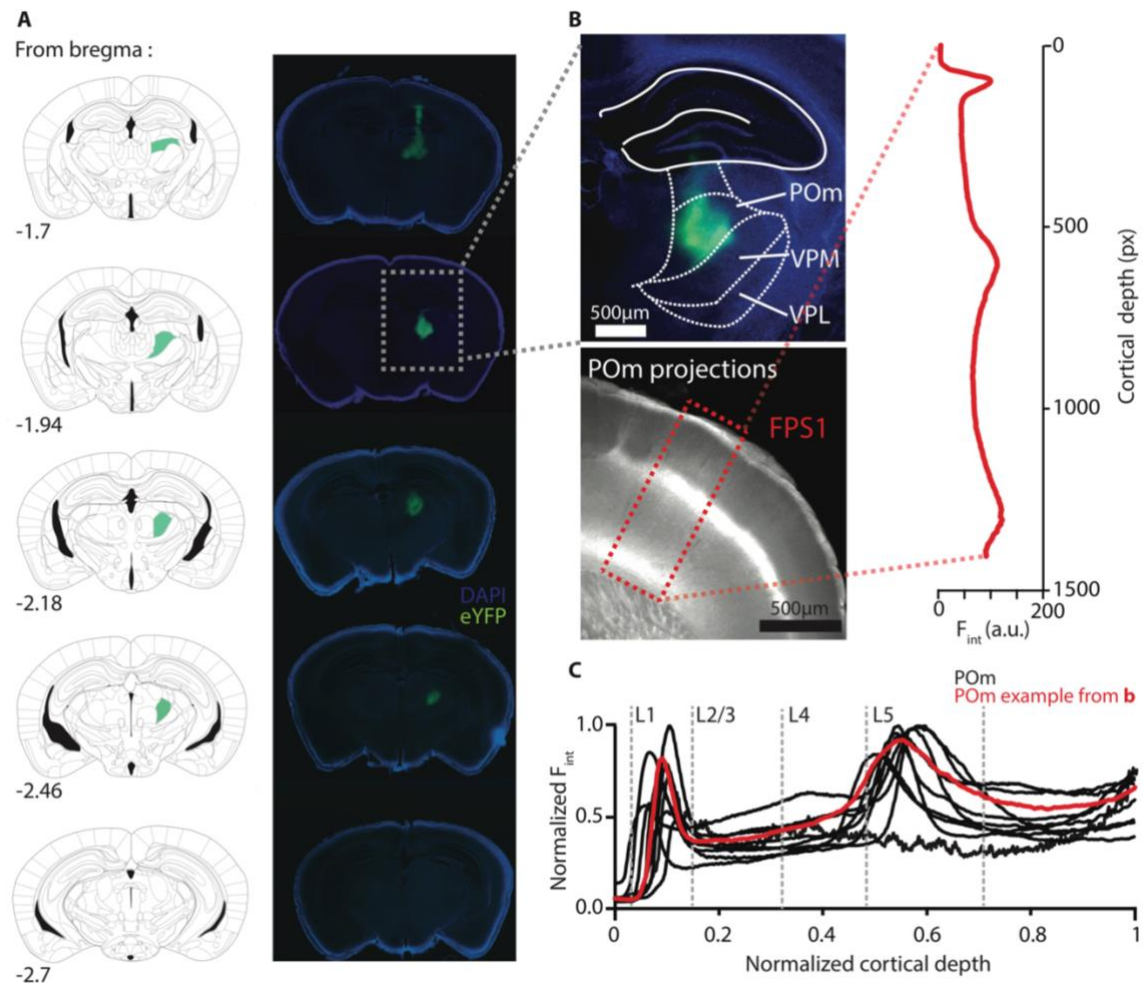 A
From bregma :
-1.7
-1.94
-2.18
-2.46
-2.7
DAPI
eYFP
B
POm
VPM
VPL
500µm
POm projections
FPS1
500µm
0
500
1000
1500
Cortical depth (px)
0
200
Fint (a.u.)
C
POm
POm example from b
L1
L2/3
L4
L5
1.0
0.5
0.0
Normalized Fint
0
0.2
0.4
0.6
0.8
1
Normalized cortical depth